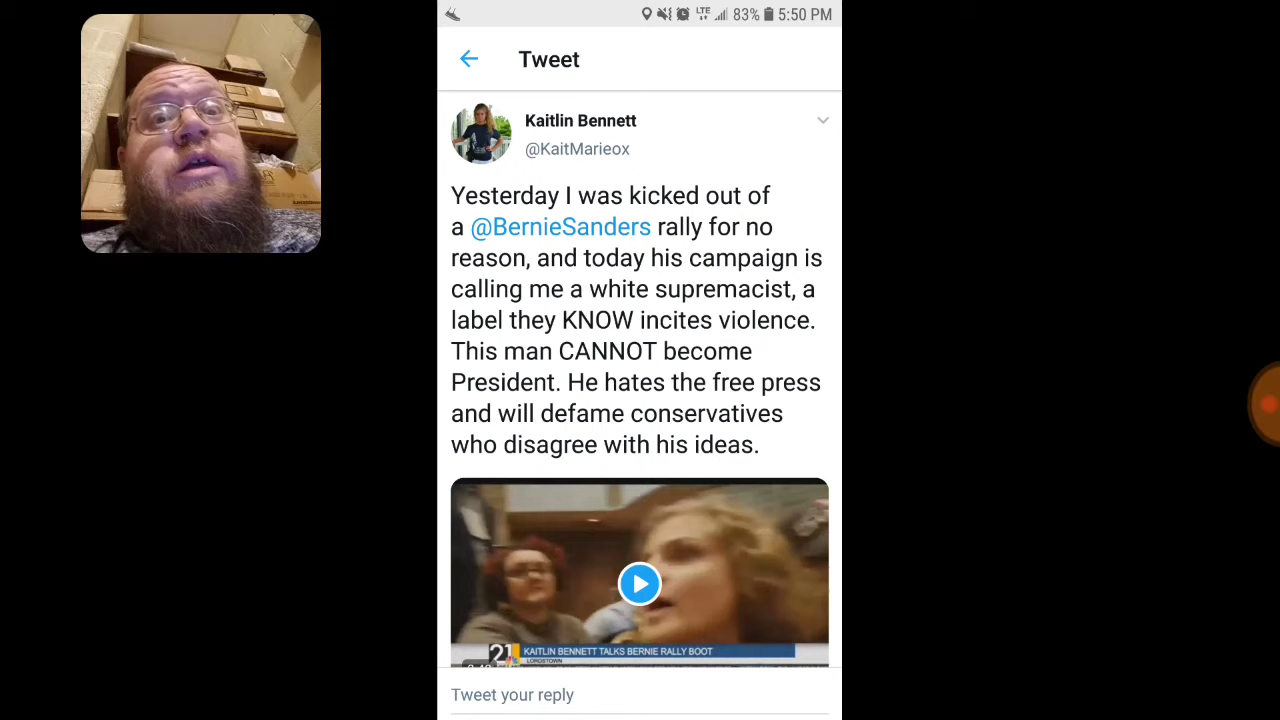 LTE 83% 5:50 PM
Tweet
Kaitlin Bennett
@KaitMarieox
Yesterday I was kicked out of
a @BernieSanders rally for no
reason, and today his campaign is
calling me a white supremacist, a
label they KNOW incites violence.
This man CANNOT become
President. He hates the free press
and will defame conservatives
who disagree with his ideas.
21 KAITLIN BENNETT TALKS BERNIE RALLY BOOT
LORDSTOWN
Tweet your reply